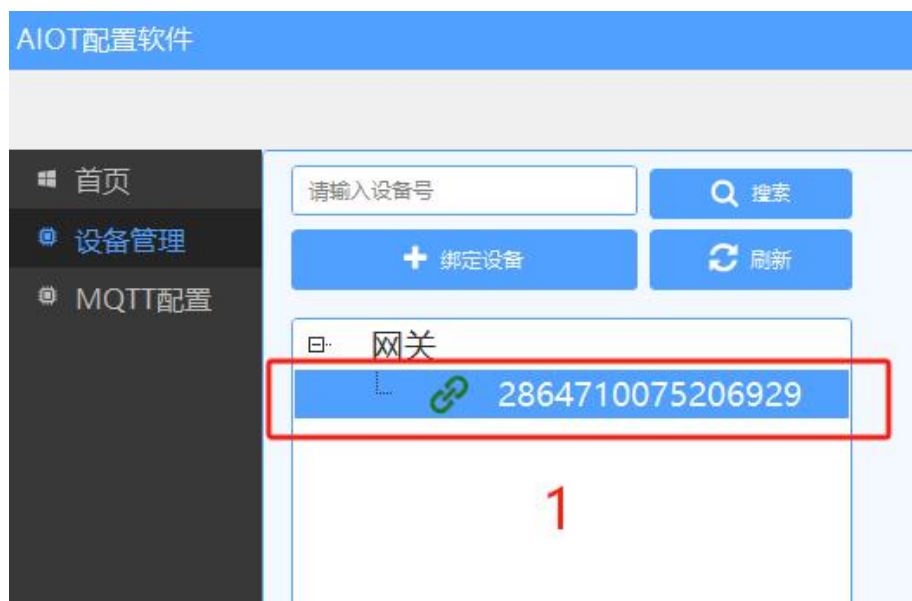 AIOT配置软件
首页
设备管理
MQTT配置
请输入设备号
搜索
绑定设备
刷新
网关
2864710075206929
1